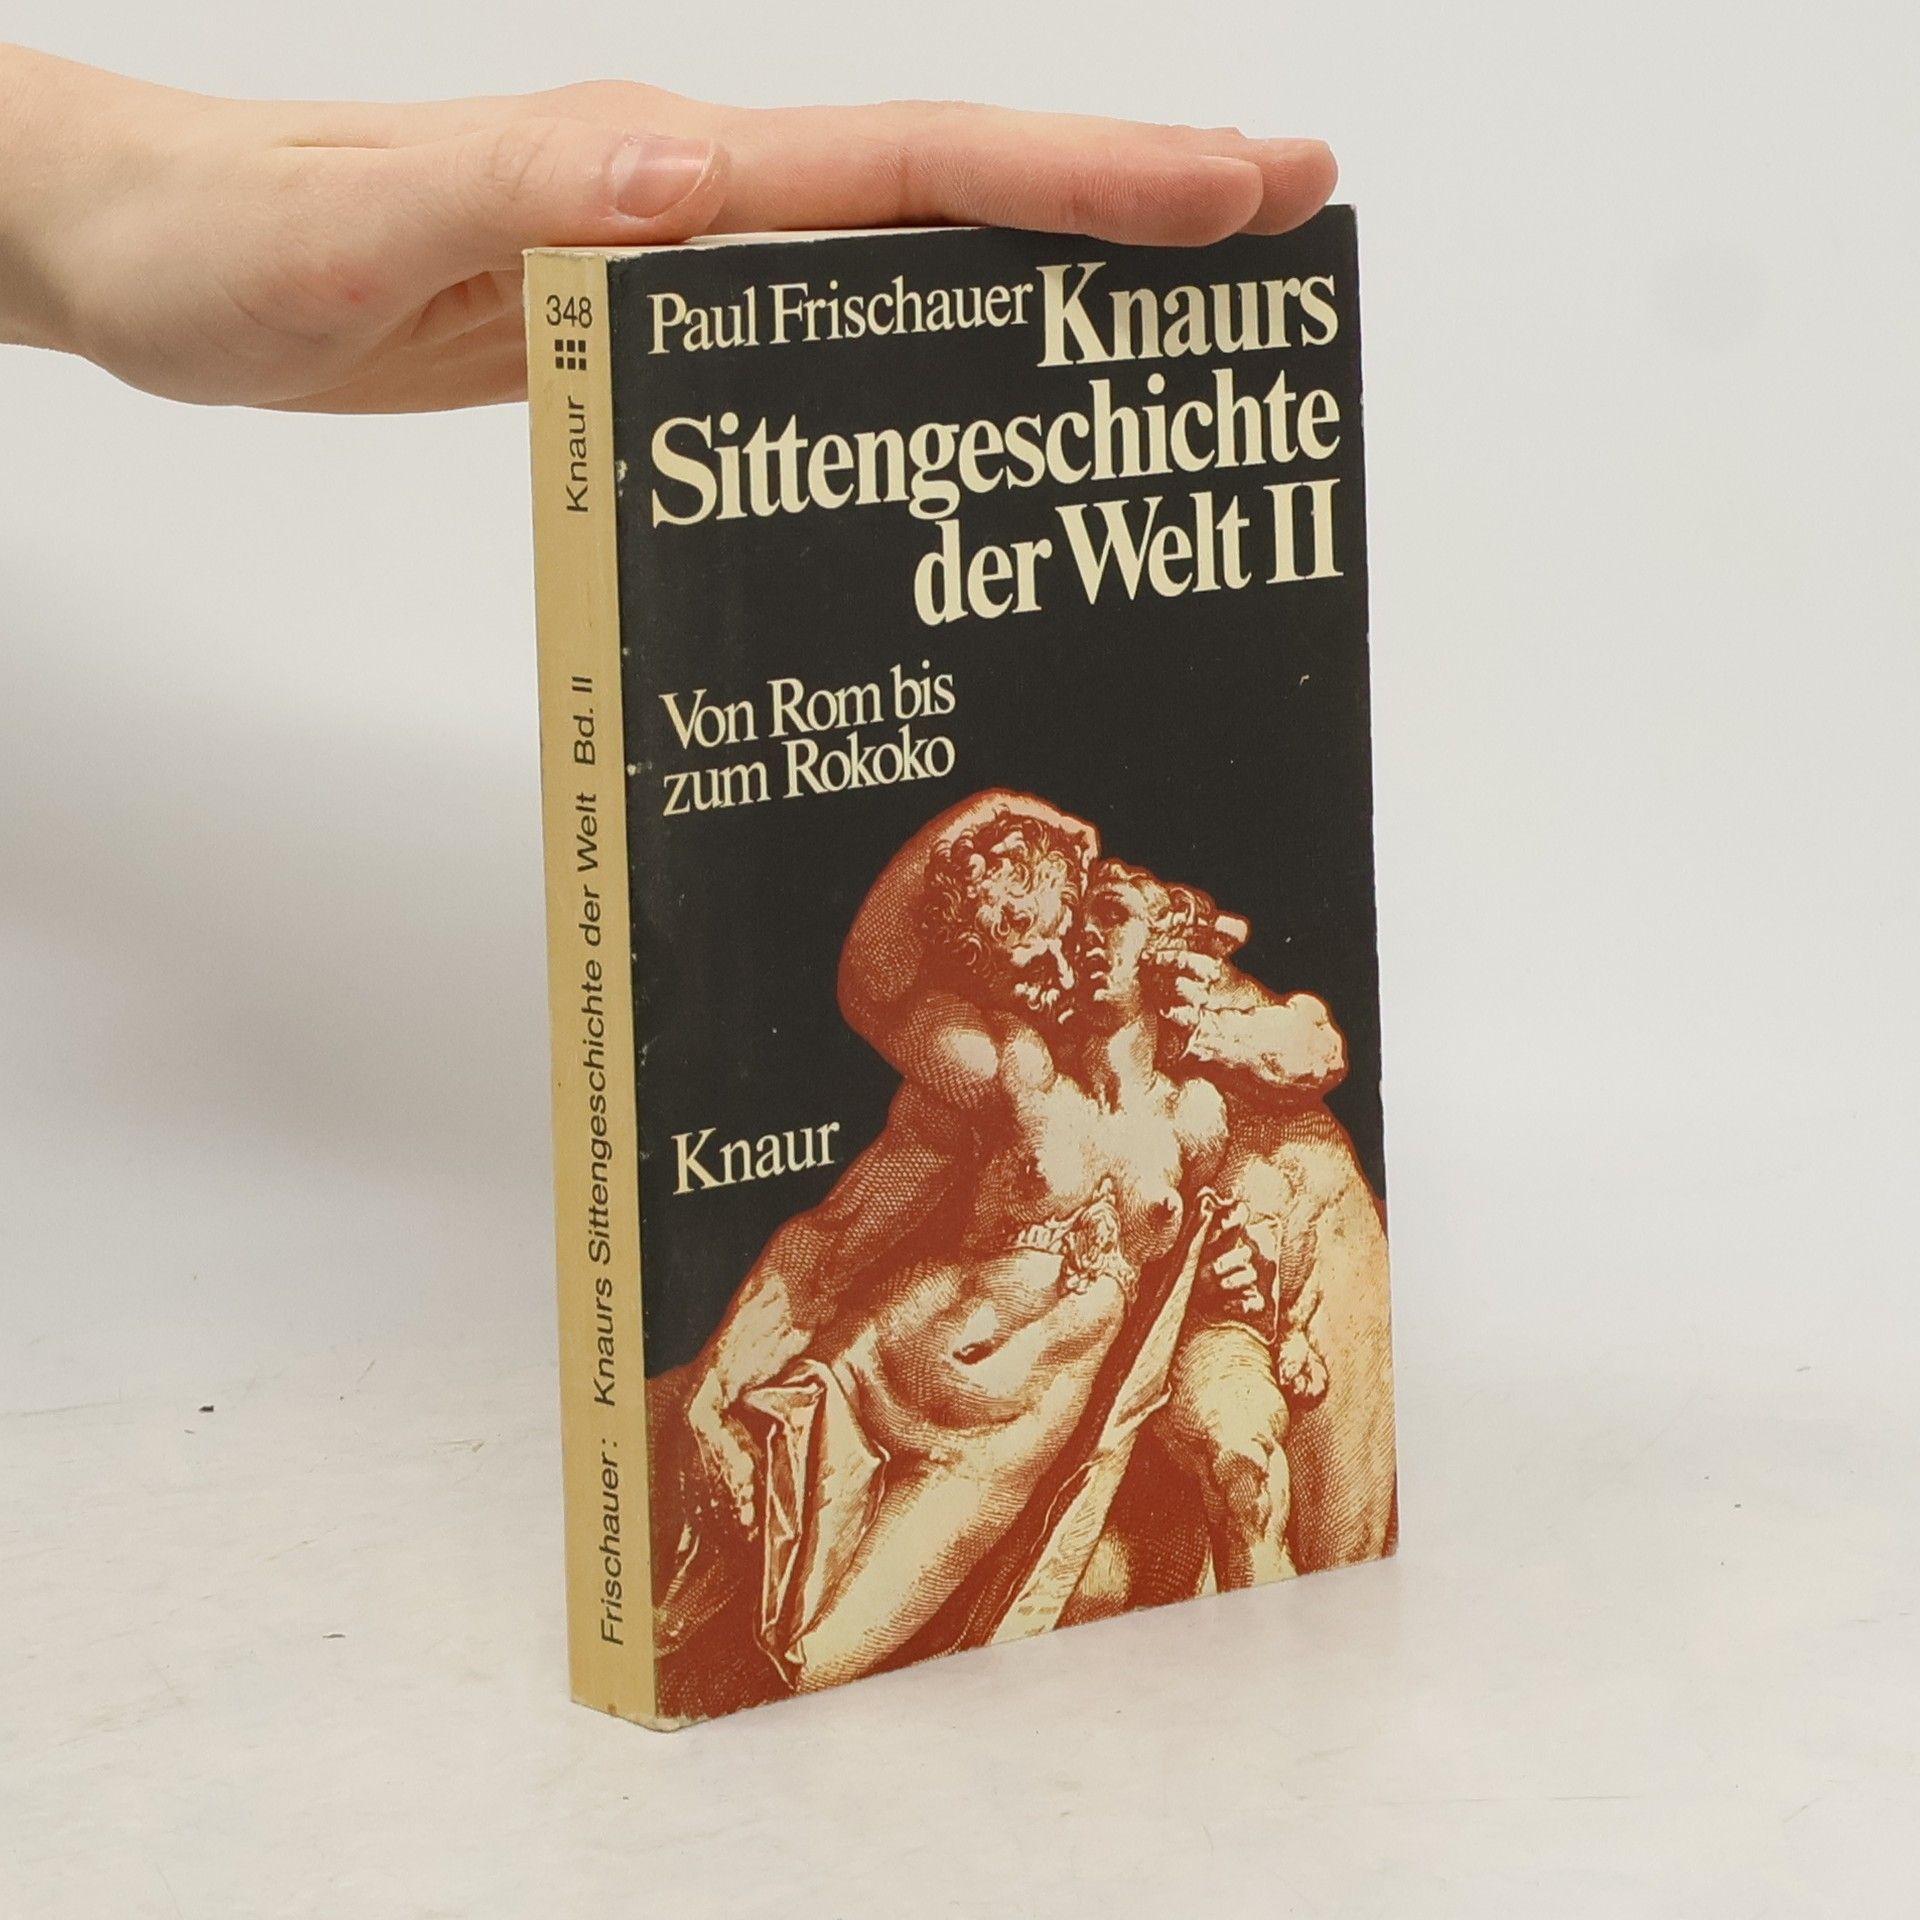 348
Knaur
Frischauer: Knaurs Sittengeschichte der Welt Bd. II
Paul Frischauer Knaurs
Sittengeschichte
der Welt II
Von Rom bis
zum Rokoko
Knaur